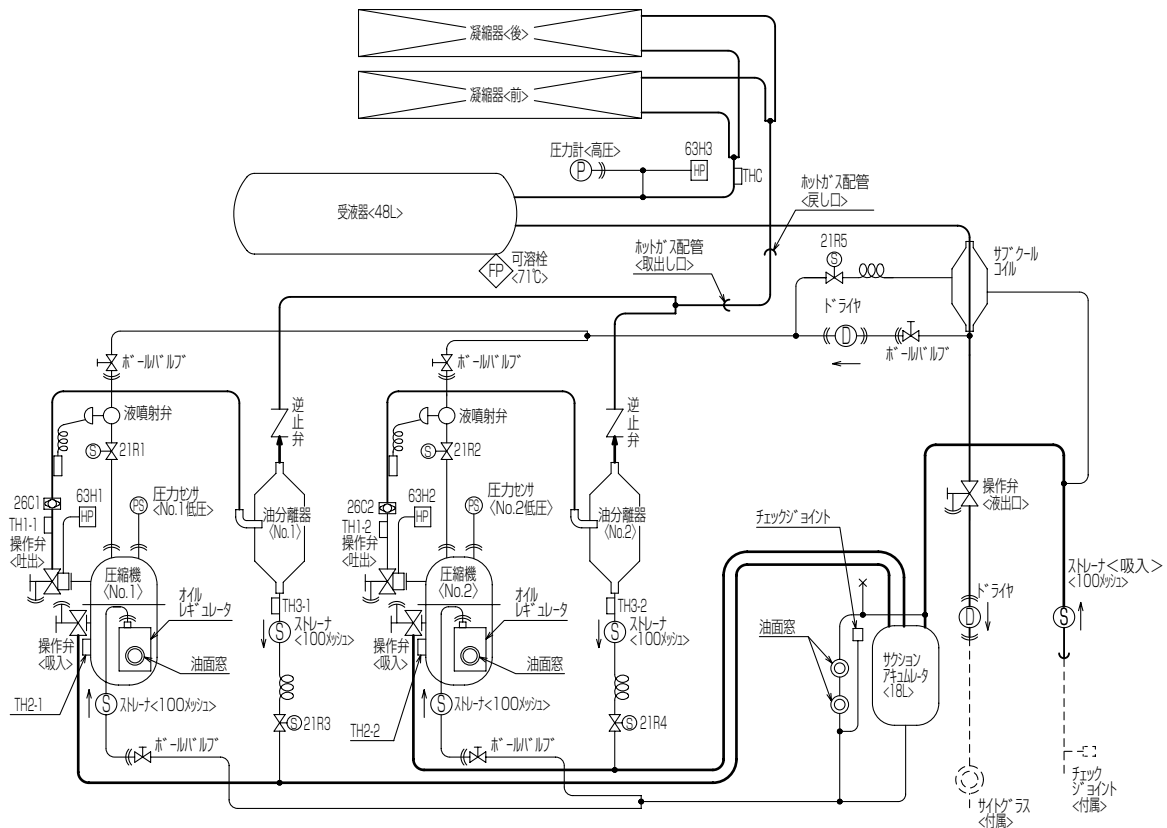 凝縮器<後>
凝縮器<前>
圧力計<高圧>
P
63H3
HP
THC
受液器<48L>
FP
可溶栓
<71℃>
ホットガス配管
<戻し口>
ホットガス配管
<取出し口>
21R5
S
サブクール
コイル
ドライヤ
D
ボールバルブ
ボールバルブ
液噴射弁
S
21R1
26C1
63H1
HP
TH1-1
PS
圧力センサ
<No.1低圧>
操作弁
<吐出>
圧縮機
<No.1>
オイル
レギュレータ
操作弁
<吸入>
油面窓
TH2-1
S
ストレーナ<100メッシュ>
ボールバルブ
逆
止
弁
油分離器
<No.1>
TH3-1
S
ストレーナ
<100メッシュ>
S
21R3
ボールバルブ
液噴射弁
S
21R2
26C2
63H2
HP
TH1-2
PS
圧力センサ
<No.2低圧>
操作弁
<吐出>
圧縮機
<No.2>
オイル
レギュレータ
操作弁
<吸入>
油面窓
TH2-2
S
ストレーナ<100メッシュ>
ボールバルブ
逆
止
弁
油分離器
<No.2>
TH3-2
S
ストレーナ
<100メッシュ>
S
21R4
チェックジョイント
油面窓
サクション
アキュムレータ
<18L>
操作弁
<液出口>
ドライヤ
D
サイトグラス
<付属>
ストレーナ<吸入>
<100メッシュ>
S
チェック
ジョイント
<付属>